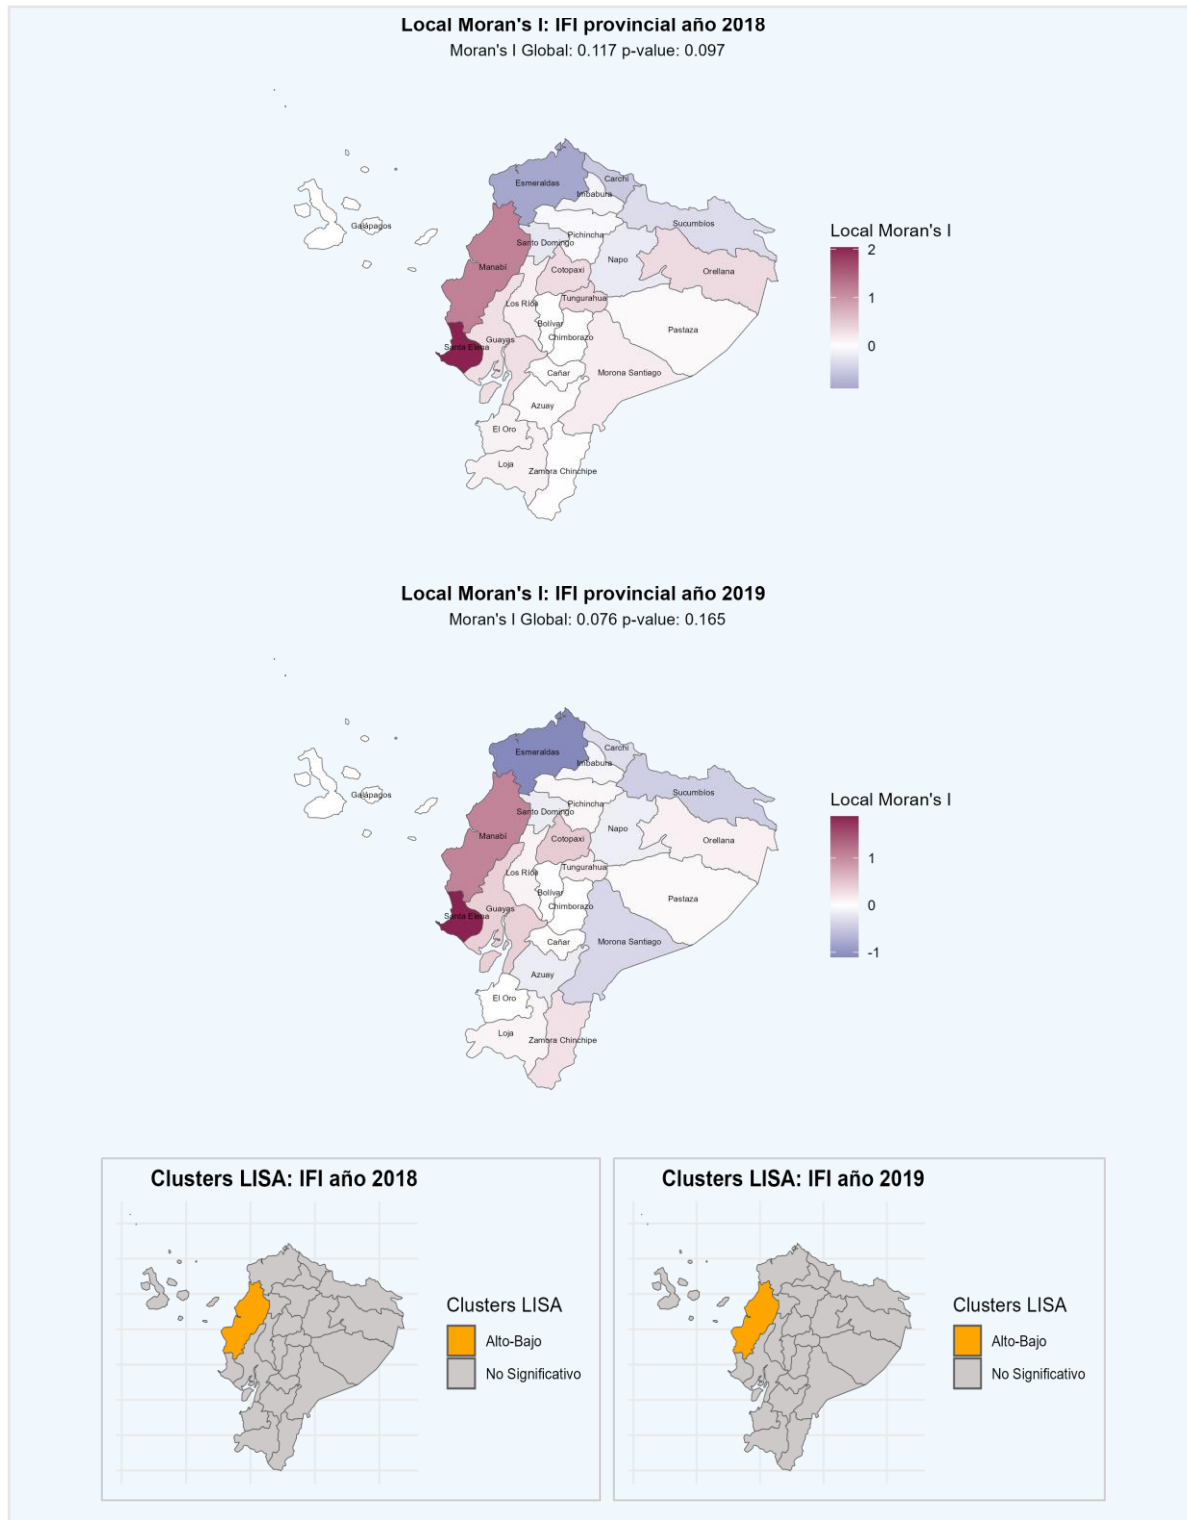 Local Moran's I: IFI provincial año 2018
Moran's I Global: 0.117 p-value: 0.097
Esmeraldas
Carchi
Imbabura
Sucumbíos
Galápagos
Pichincha
Santo Domingo
Napo
Manabí
Cotopaxi
Orellana
Los Ríos
Tungurahua
Bolívar
Pastaza
Guayas
Chimborazo
Santa Elena
Cañar
Morona Santiago
Azuay
El Oro
Loja
Zamora Chinchipe
Local Moran's I
2
1
0
Local Moran's I: IFI provincial año 2019
Moran's I Global: 0.076 p-value: 0.165
Esmeraldas
Carchi
Imbabura
Sucumbíos
Galápagos
Pichincha
Santo Domingo
Napo
Manabí
Cotopaxi
Orellana
Los Ríos
Tungurahua
Bolívar
Pastaza
Guayas
Chimborazo
Santa Elena
Cañar
Morona Santiago
Azuay
El Oro
Loja
Zamora Chinchipe
Local Moran's I
1
0
-1
Clusters LISA: IFI año 2018
Clusters LISA
Alto-Bajo
No Significativo
Clusters LISA: IFI año 2019
Clusters LISA
Alto-Bajo
No Significativo